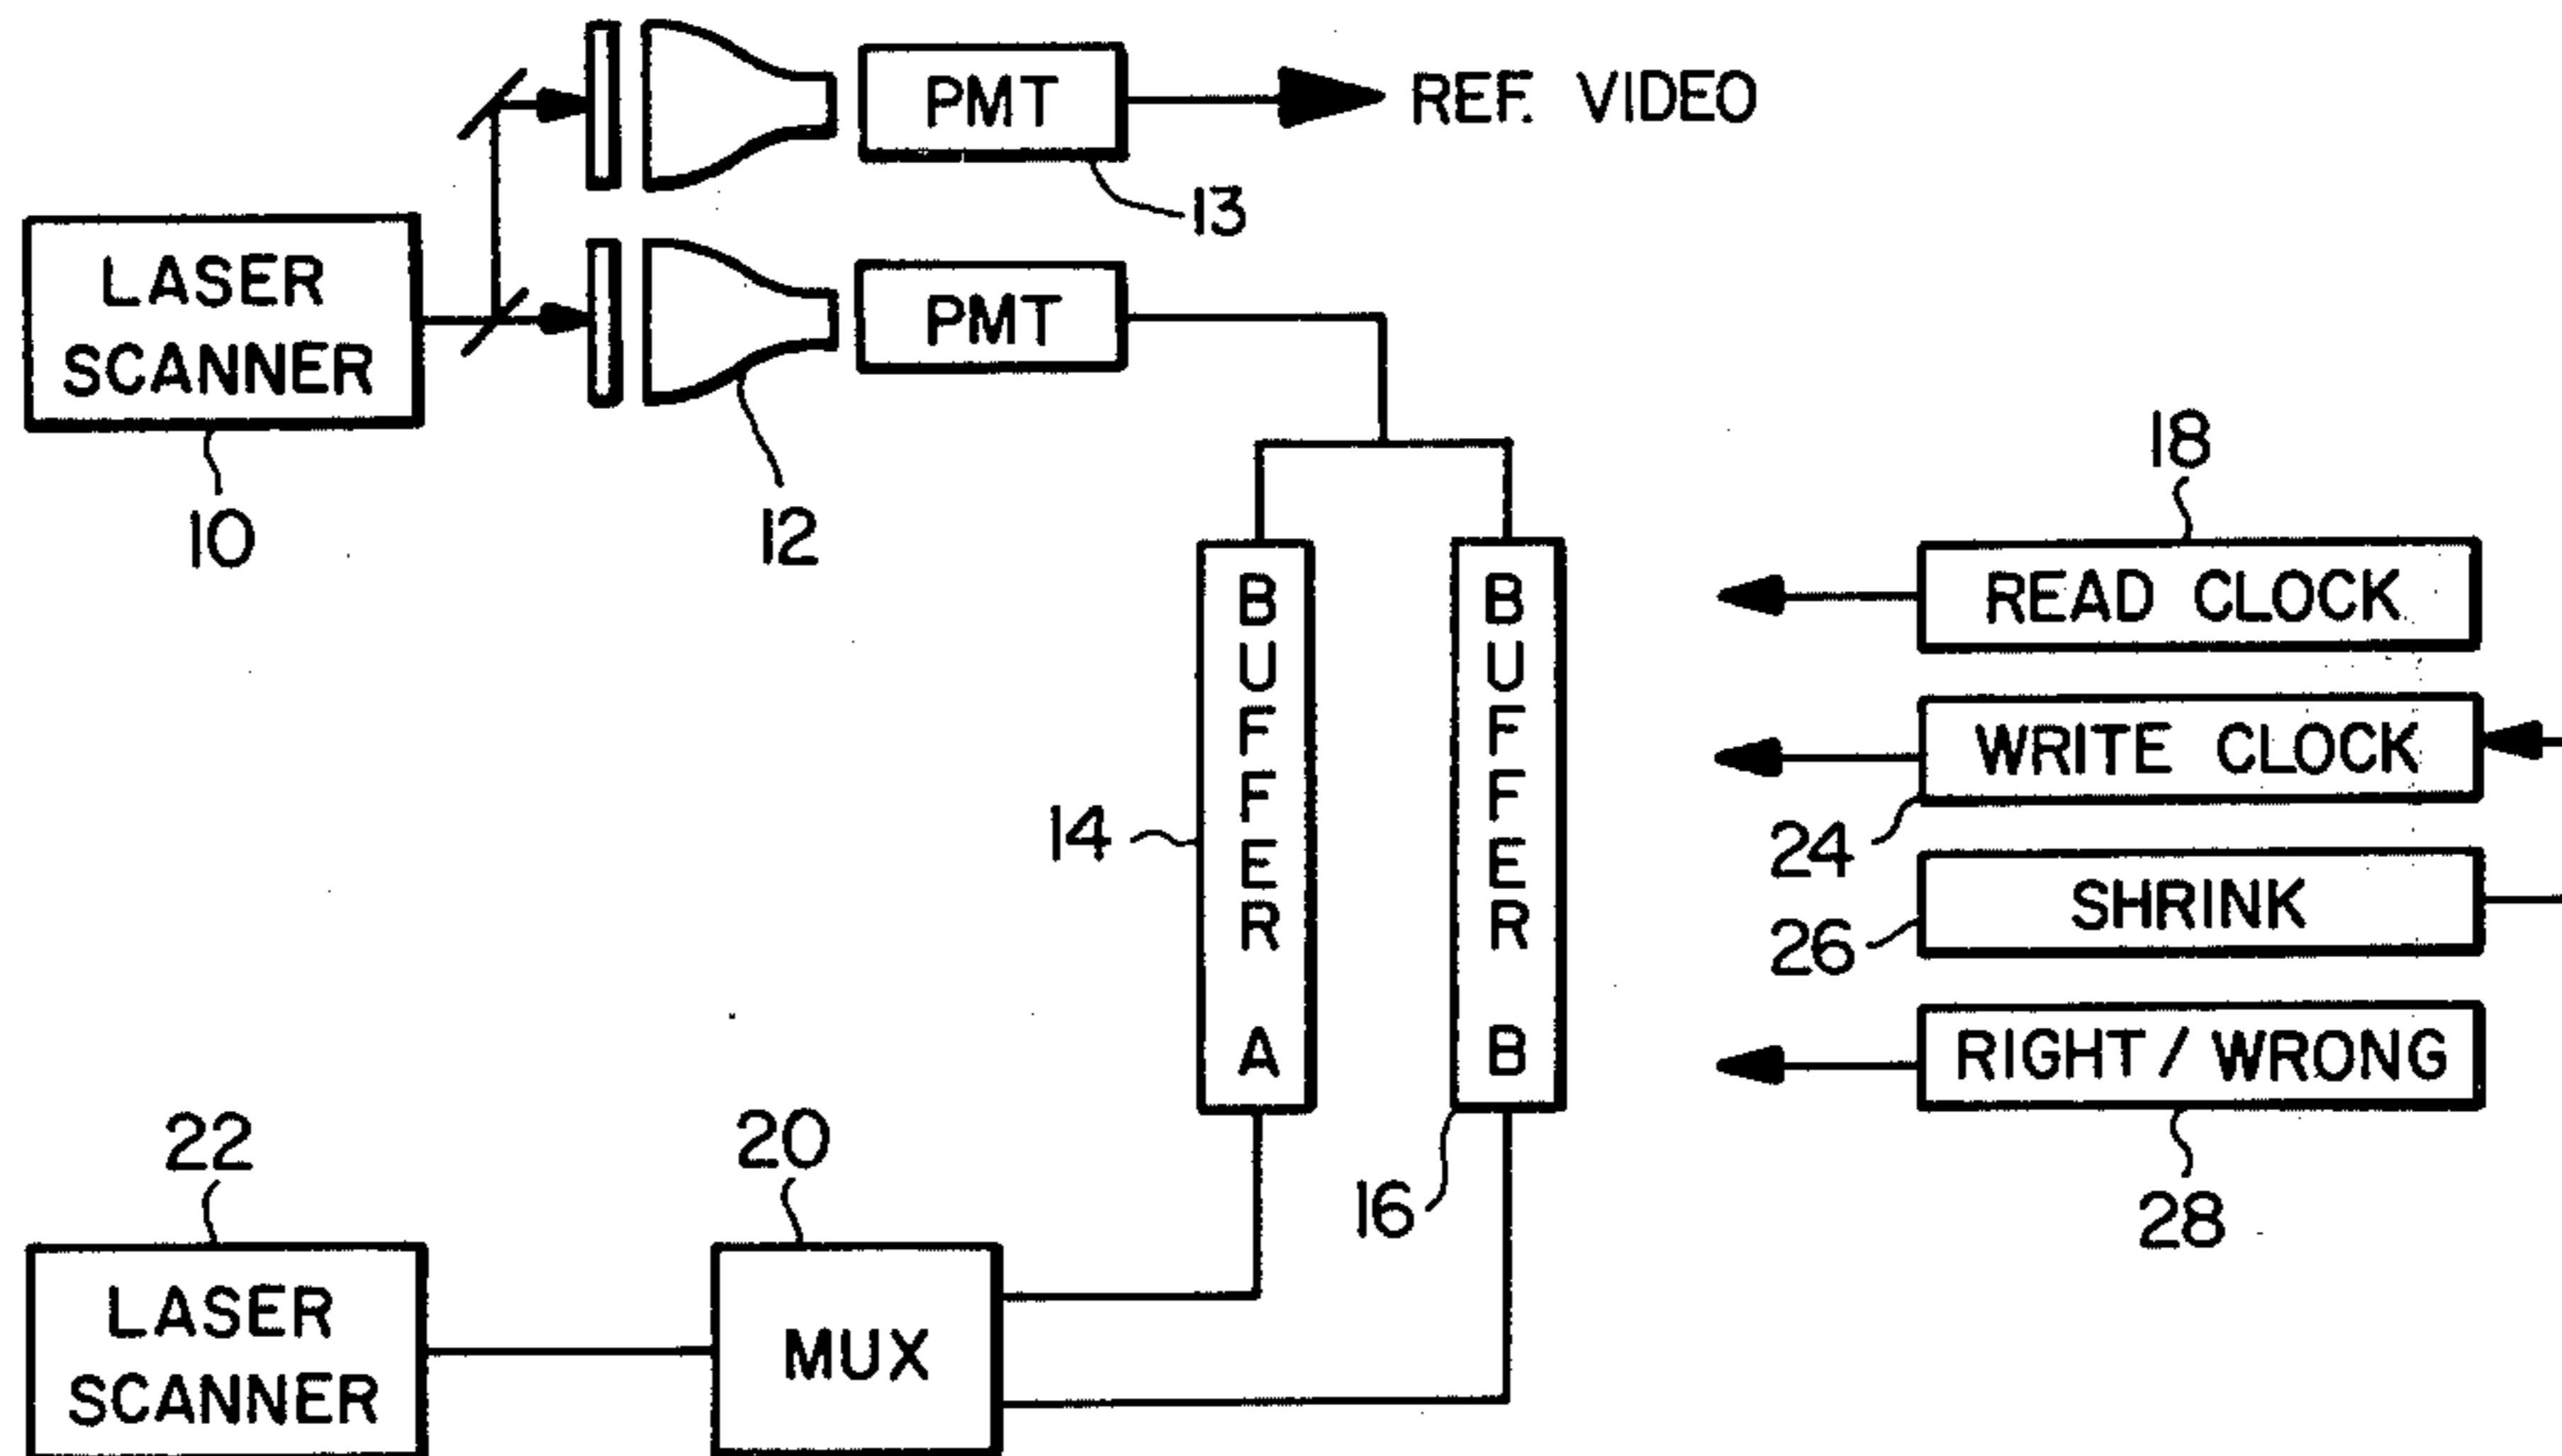 PMT
REF. VIDEO
13
LASER
SCANNER
PMT
10
12
18
READ CLOCK
WRITE CLOCK
24
SHRINK
26
RIGHT / WRONG
28
BUFFER A
14
BUFFER B
16
22
20
LASER
SCANNER
MUX